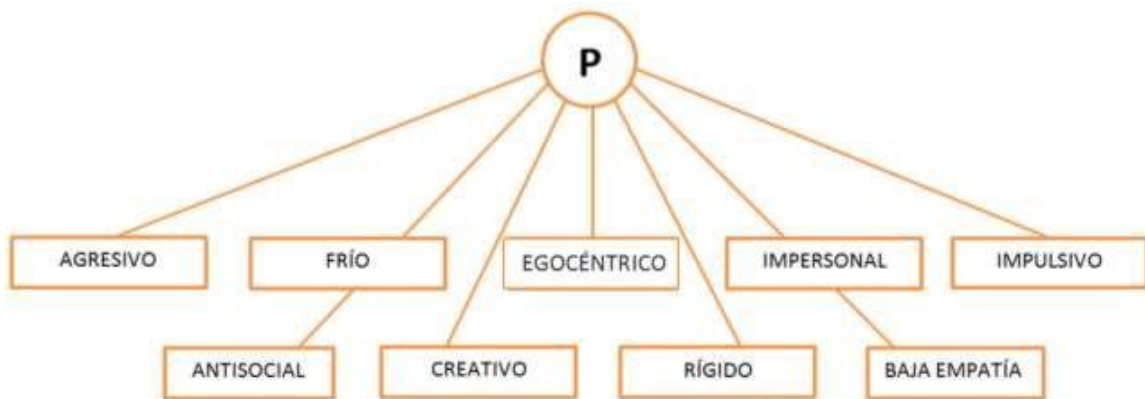 P
AGRESIVO
FRÍO
EGOCÉNTRICO
IMPERSONAL
IMPULSIVO
ANTISOCIAL
CREATIVO
RÍGIDO
BAJA EMPATÍA